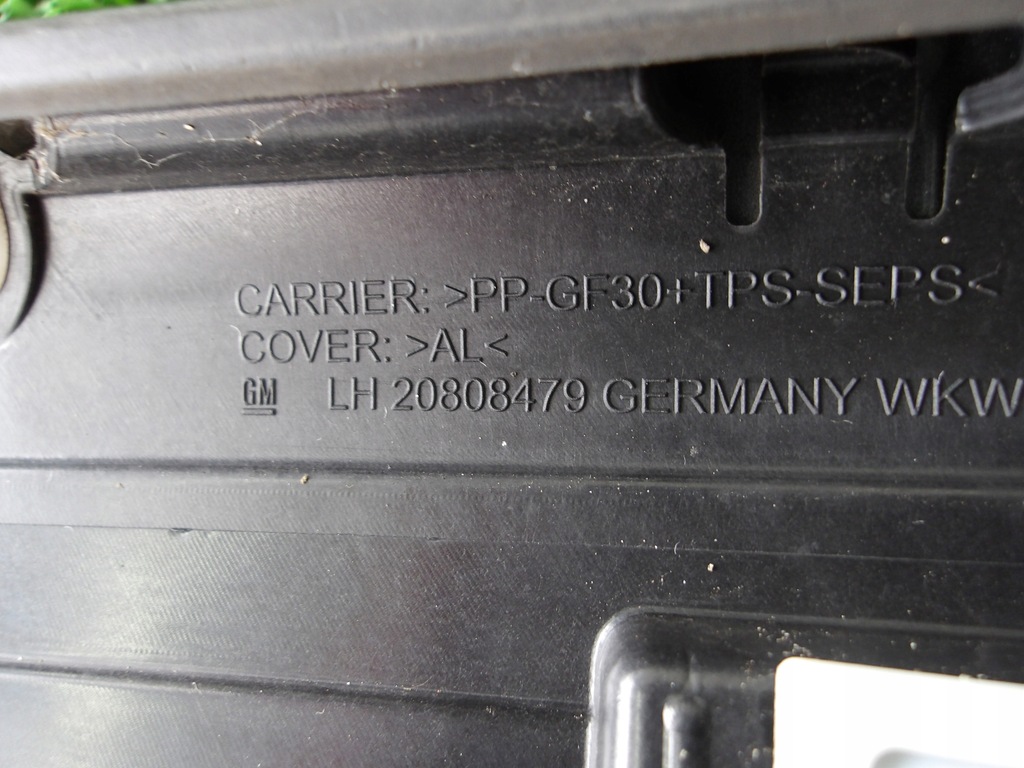 CARRIER: >PP-GF30+TPS-SEPS<
COVER: >AL<
GM LH 20808479 GERMANY WKW